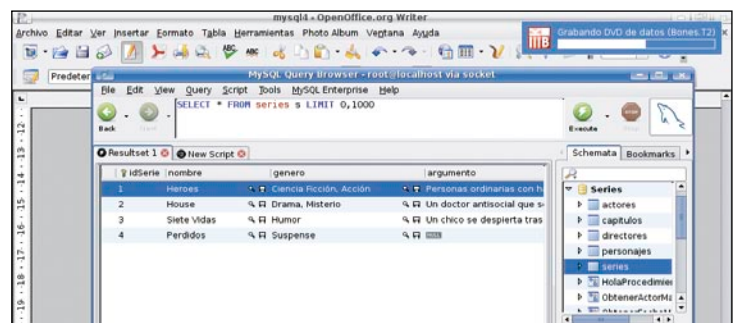 mysql4 - OpenOffice.org Writer
Archivo Editar Ver Insertar Formato Tabla Herramientas Photo Album Ventana Ayuda
Grabando DVD de datos (Bones.T2)
Predeter
MySQL Query Browser - root@localhost via socket
File Edit View Query Script Tools MySQL Enterprise Help
SELECT * FROM series s LIMIT 0,1000
Back
Execute
Resultset 1 New Script
Schemata Bookmarks
idSerie nombre genero argumento
1 Heroes Ciencia Ficción, Acción Personas ordinarias con h
2 House Drama, Misterio Un doctor antisocial que s
3 Siete Vidas Humor Un chico se despierta tras
4 Perdidos Suspense NULL
Series
actores
capitulos
directores
personajes
series
HolaProcedimie
ObtenerActorMa
12 13 14 15 16 17 18 19